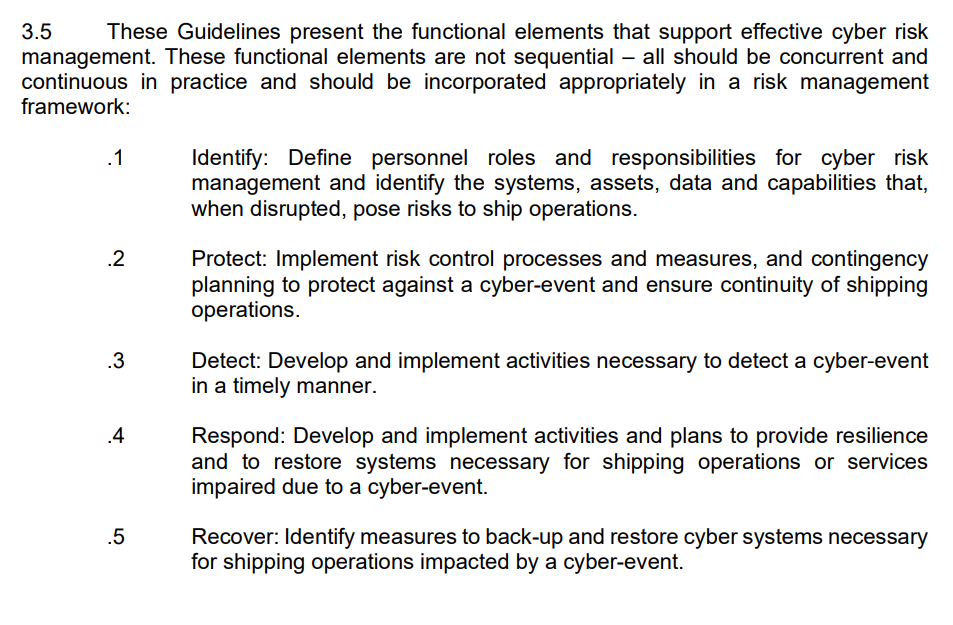 3.5 These Guidelines present the functional elements that support effective cyber risk
management. These functional elements are not sequential – all should be concurrent and
continuous in practice and should be incorporated appropriately in a risk management
framework:
.1 Identify: Define personnel roles and responsibilities for cyber risk
management and identify the systems, assets, data and capabilities that,
when disrupted, pose risks to ship operations.
.2 Protect: Implement risk control processes and measures, and contingency
planning to protect against a cyber-event and ensure continuity of shipping
operations.
.3 Detect: Develop and implement activities necessary to detect a cyber-event
in a timely manner.
.4 Respond: Develop and implement activities and plans to provide resilience
and to restore systems necessary for shipping operations or services
impaired due to a cyber-event.
.5 Recover: Identify measures to back-up and restore cyber systems necessary
for shipping operations impacted by a cyber-event.